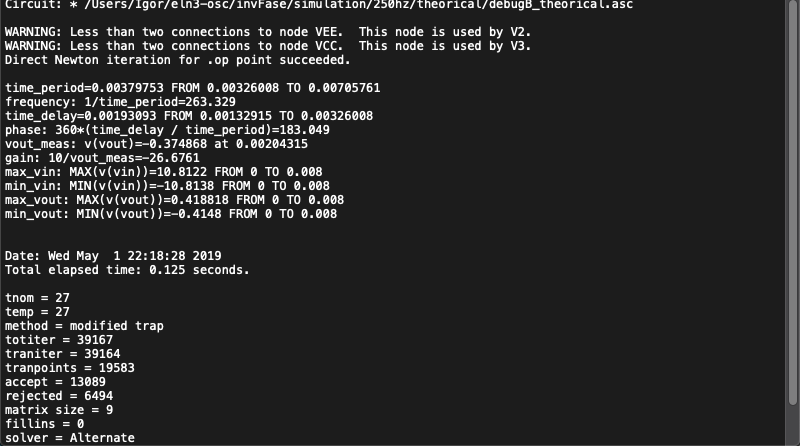 Circuit: * /Users/Igor/eln3-osc/invFase/simulation/250hz/theorical/debugB_theorical.asc
WARNING: Less than two connections to node VEE.  This node is used by V2.
WARNING: Less than two connections to node VCC.  This node is used by V3.
Direct Newton iteration for .op point succeeded.
time_period=0.00379753 FROM 0.00326008 TO 0.00705761
frequency: 1/time_period=263.329
time_delay=0.00193093 FROM 0.00132915 TO 0.00326008
phase: 360*(time_delay / time_period)=183.049
vout_meas: v(vout)=-0.374868 at 0.00204315
gain: 10/vout_meas=-26.6761
max_vin: MAX(v(vin))=10.8122 FROM 0 TO 0.008
min_vin: MIN(v(vin))=-10.8138 FROM 0 TO 0.008
max_vout: MAX(v(vout))=0.418818 FROM 0 TO 0.008
min_vout: MIN(v(vout))=-0.4148 FROM 0 TO 0.008
Date: Wed May  1 22:18:28 2019
Total elapsed time: 0.125 seconds.
tnom = 27
temp = 27
method = modified trap
totiter = 39167
traniter = 39164
tranpoints = 19583
accept = 13089
rejected = 6494
matrix size = 9
fillins = 0
solver = Alternate